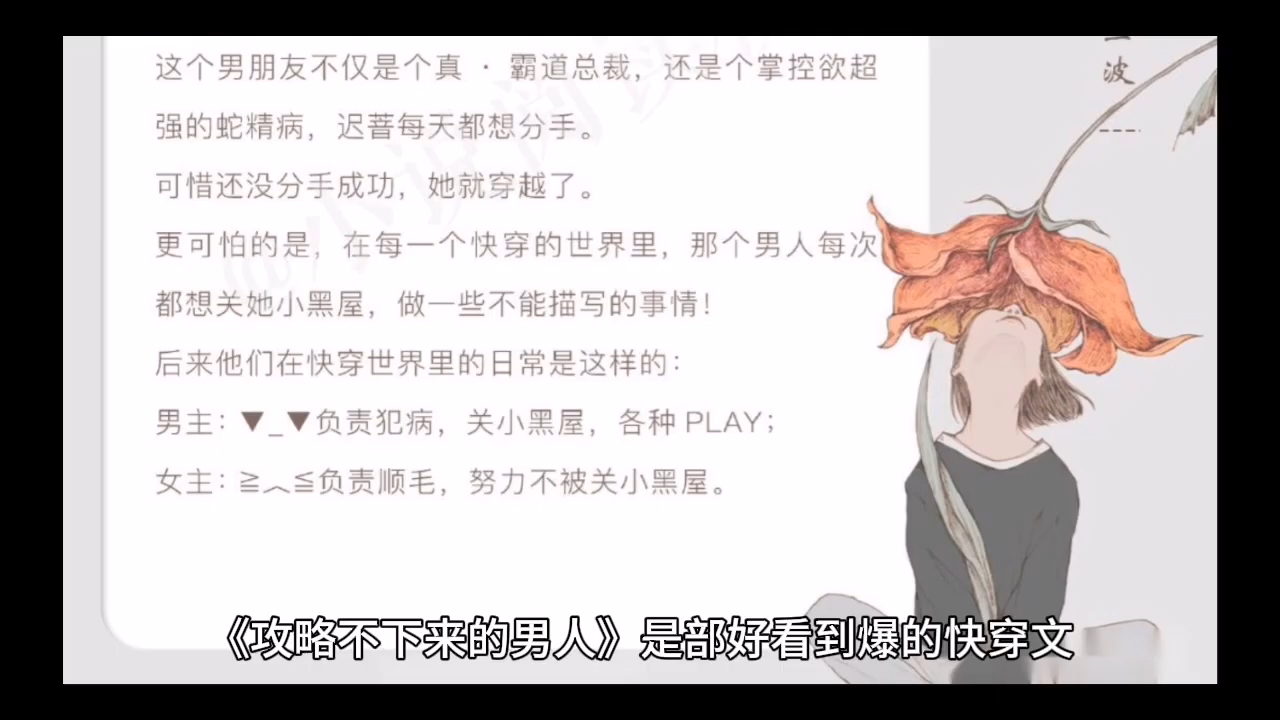 这个男朋友不仅是个真·霸道总裁，还是个掌控欲超
强的蛇精病，迟菩每天都想分手。
可惜还没分手成功，她就穿越了。
更可怕的是，在每一个快穿的世界里，那个男人每次
都想关她小黑屋，做一些不能描写的事情！
后来他们在快穿世界里的日常是这样的：
男主：▼_▼负责犯病，关小黑屋，各种 PLAY；
女主：≧︿≦负责顺毛，努力不被关小黑屋。
波
《攻略不下来的男人》是部好看到爆的快穿文